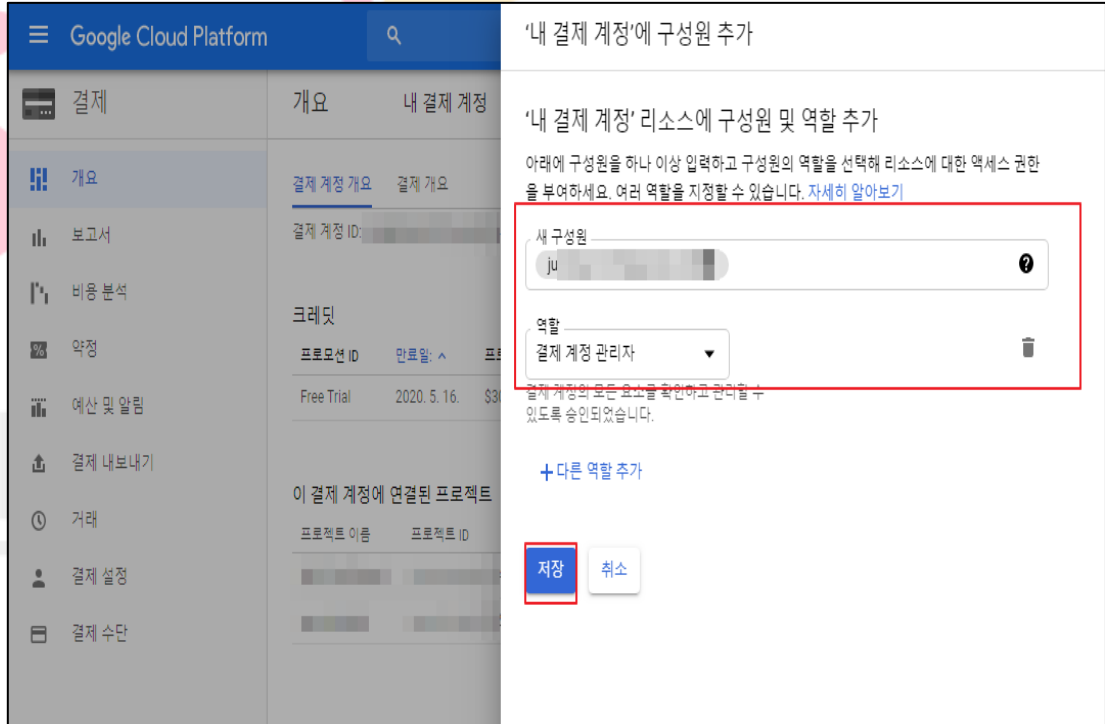 Google Cloud Platform
결제
개요
보고서
비용 분석
약정
예산 및 알림
결제 내보내기
거래
결제 설정
결제 수단
개요 내 결제 계정
결제 계정 개요 결제 개요
결제 계정 ID:
크레딧
프로모션 ID 만료일:
Free Trial 2020. 5. 16.
이 결제 계정에 연결된 프로젝트
프로젝트 이름 프로젝트 ID
'내 결제 계정'에 구성원 추가
'내 결제 계정' 리소스에 구성원 및 역할 추가
아래에 구성원을 하나 이상 입력하고 구성원의 역할을 선택해 리소스에 대한 액세스 권한
을 부여하세요. 여러 역할을 지정할 수 있습니다. 자세히 알아보기
새 구성원
ju
역할
결제 계정 관리자
결제 계정의 모든 요소를 확인하고 관리할 수
있도록 승인되었습니다.
+ 다른 역할 추가
저장 취소